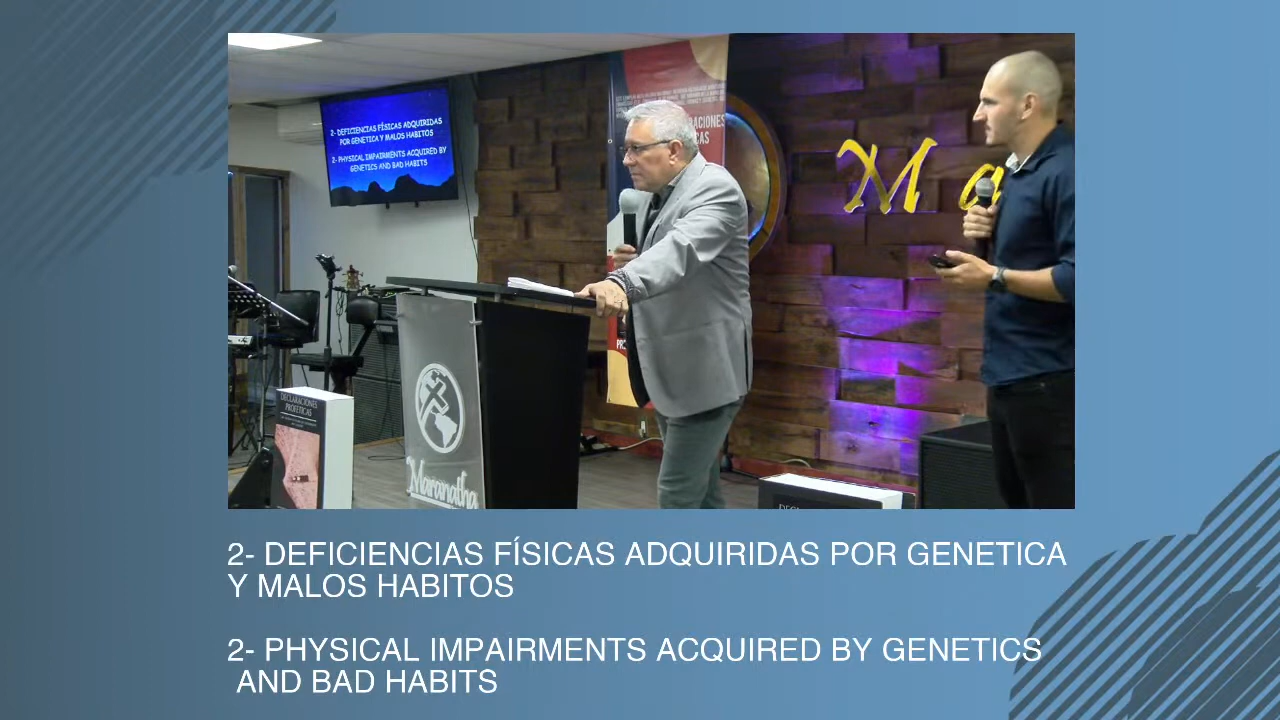 2- DEFICIENCIAS FÍSICAS ADQUIRIDAS
POR GENETICA Y MALOS HABITOS
2- PHYSICAL IMPAIRMENTS ACQUIRED BY
GENETICS AND BAD HABITS
Ma
DECLARACIONES
PROFETICAS
Maranatha
2- DEFICIENCIAS FÍSICAS ADQUIRIDAS POR GENETICA
Y MALOS HABITOS
2- PHYSICAL IMPAIRMENTS ACQUIRED BY GENETICS
AND BAD HABITS